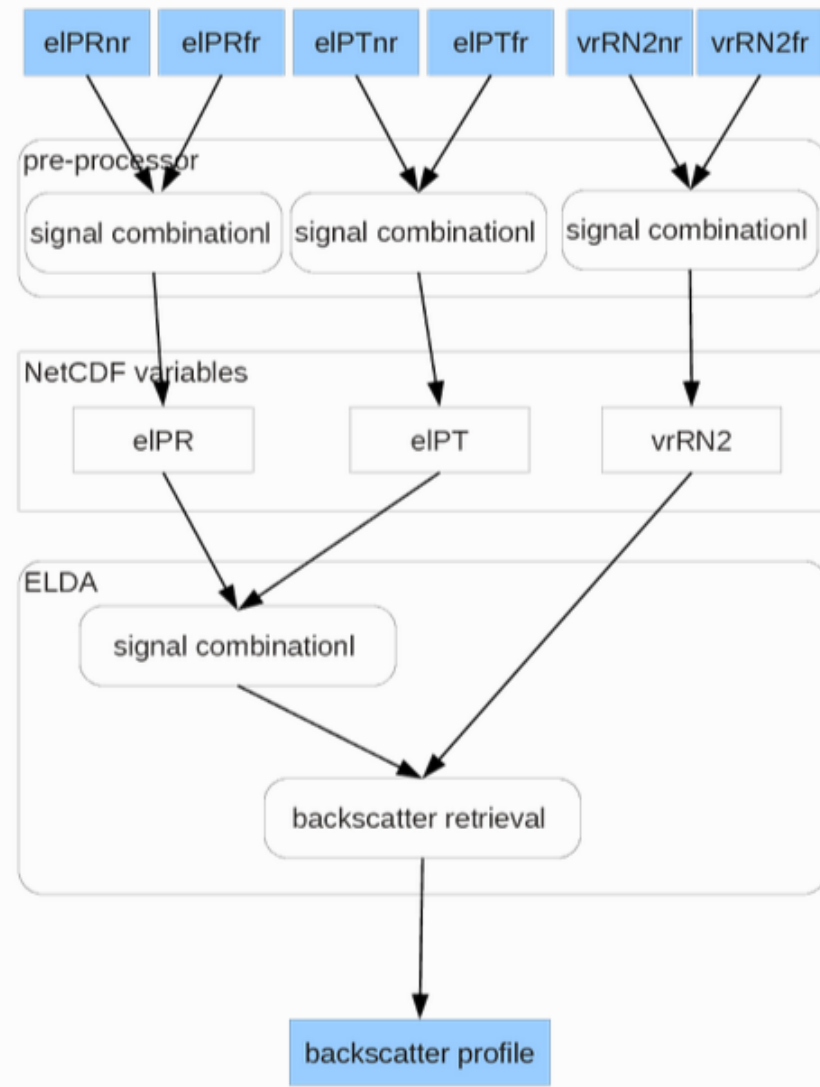 elPRnr
elPRfr
elPTnr
elPTfr
vrRN2nr
vrRN2fr
pre-processor
signal combinationl
signal combinationl
signal combinationl
NetCDF variables
elPR
elPT
vrRN2
ELDA
signal combinationl
backscatter retrieval
backscatter profile